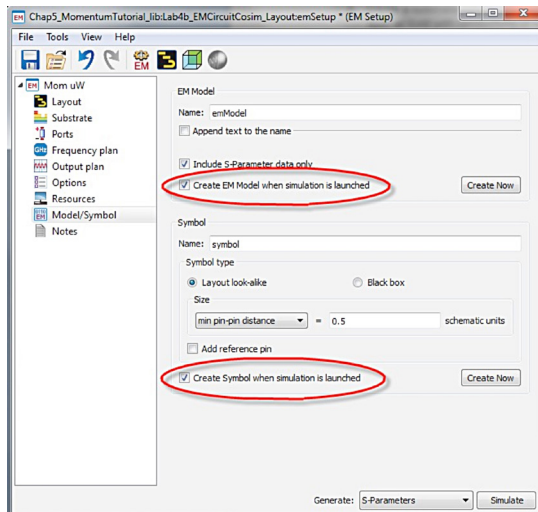 EM Chap5_MomentumTutorial_lib:Lab4b_EMCircuitCosim_Layout:emSetup * (EM Setup)
File Tools View Help
EM
EM Mom uW
Layout
Substrate
Ports
GHz Frequency plan
Output plan
Options
Resources
EM Model/Symbol
Notes
EM Model
Name: emModel
Append text to the name
Include S-Parameter data only
Create EM Model when simulation is launched Create Now
Symbol
Name: symbol
Symbol type
Layout look-alike Black box
Size
min pin-pin distance = 0.5 schematic units
Add reference pin
Create Symbol when simulation is launched Create Now
Generate: S-Parameters Simulate